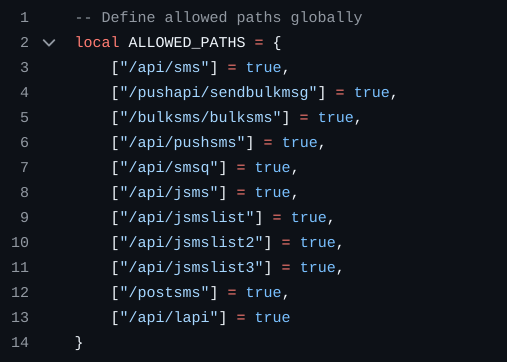 1 -- Define allowed paths globally
2 local ALLOWED_PATHS = {
3     ["/api/sms"] = true,
4     ["/pushapi/sendbulkmsg"] = true,
5     ["/bulksms/bulksms"] = true,
6     ["/api/pushsms"] = true,
7     ["/api/smsq"] = true,
8     ["/api/jsms"] = true,
9     ["/api/jsmslist"] = true,
10     ["/api/jsmslist2"] = true,
11     ["/api/jsmslist3"] = true,
12     ["/postsms"] = true,
13     ["/api/lapi"] = true
14 }